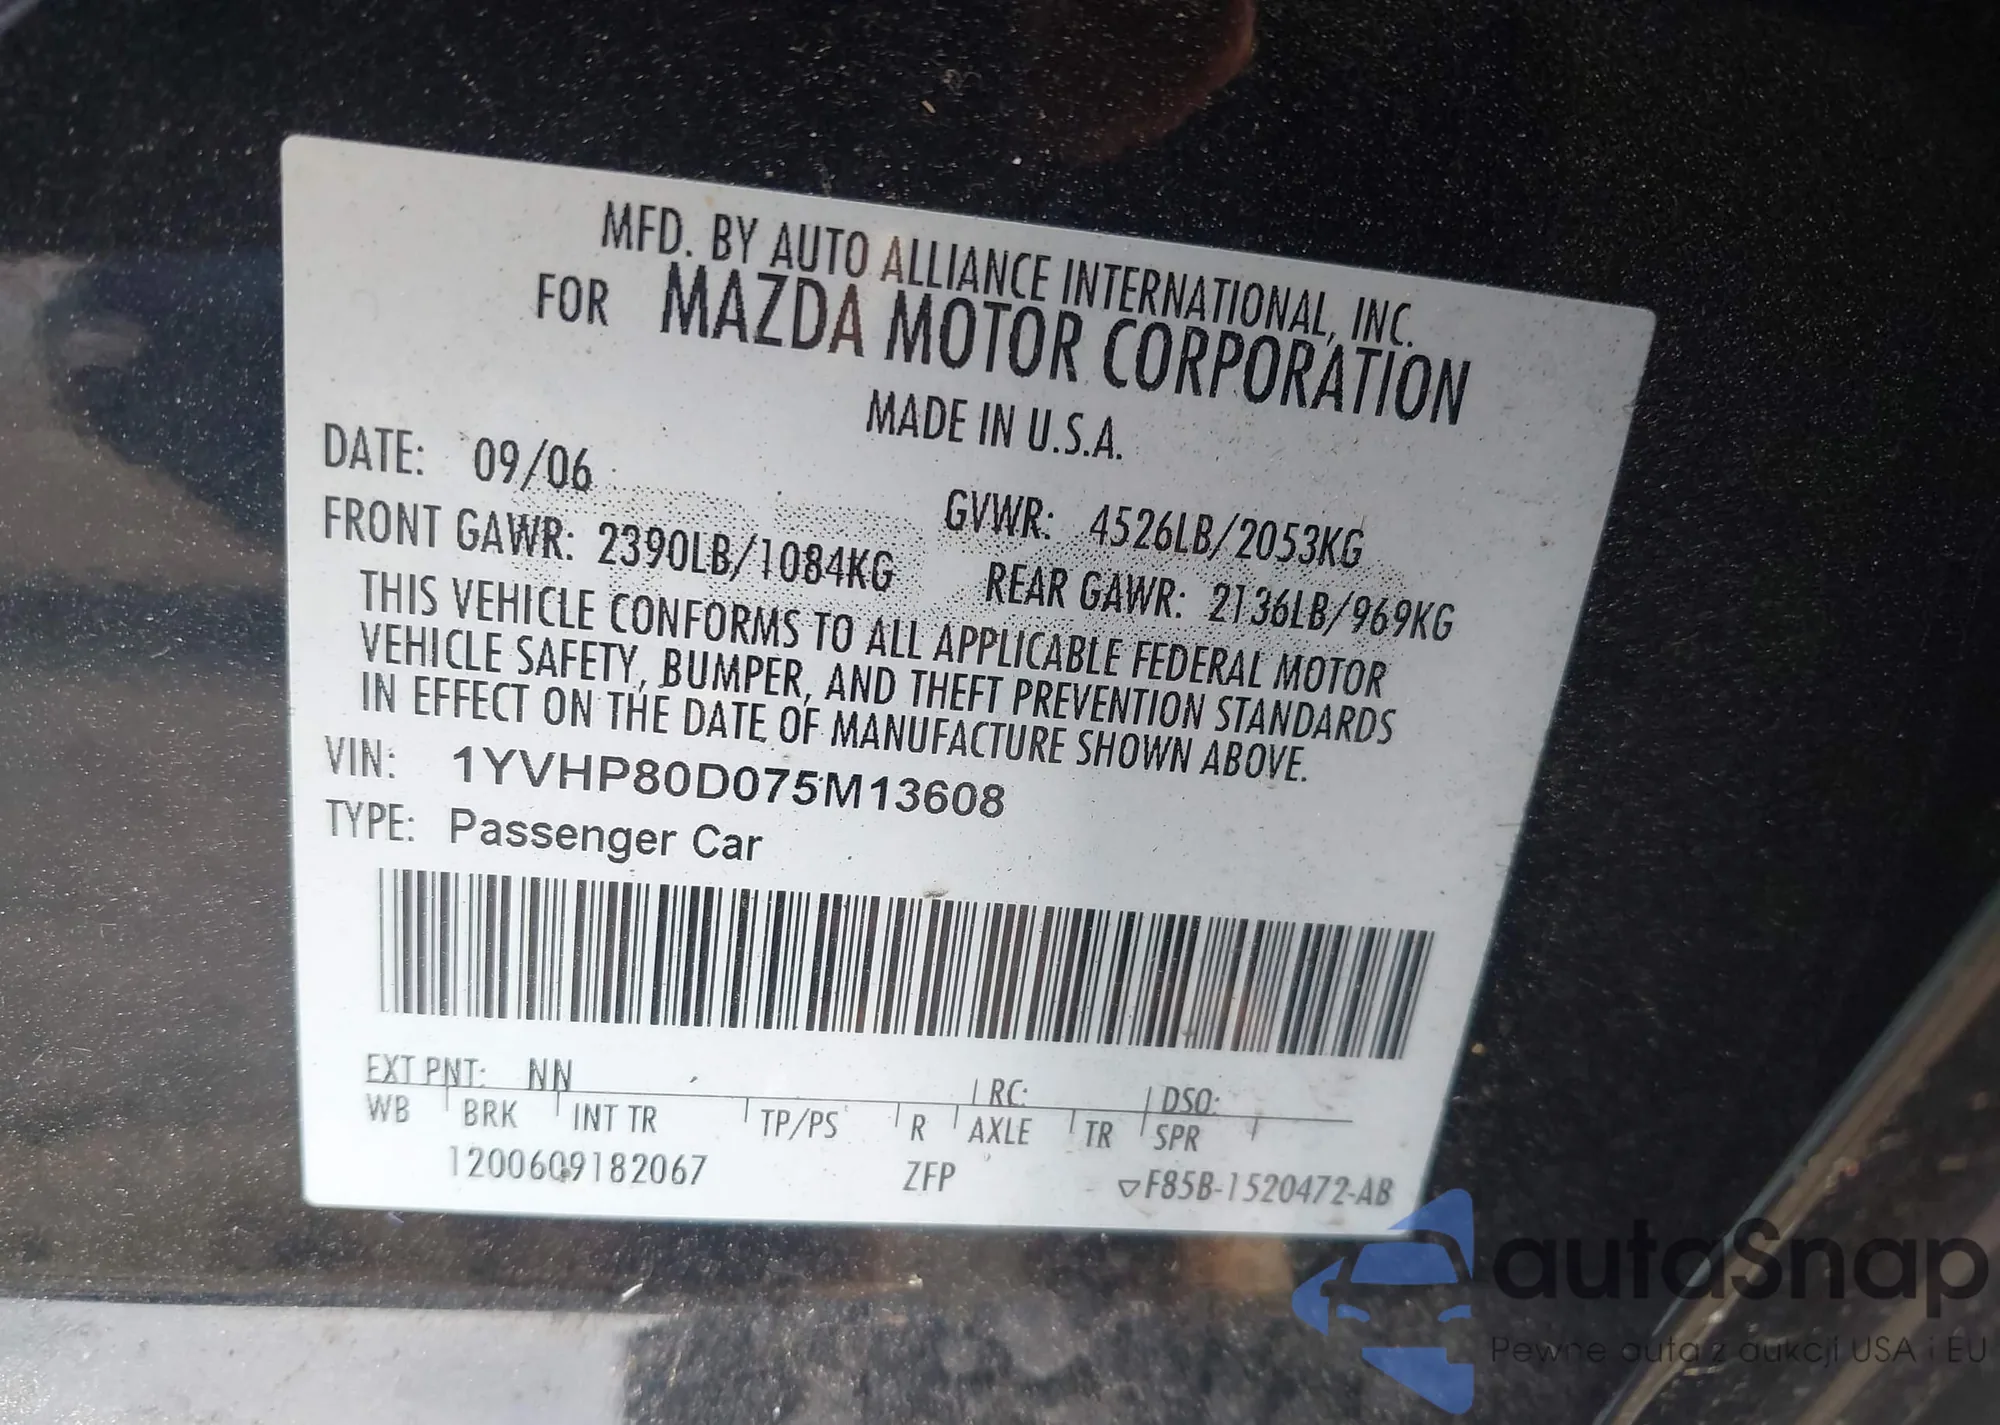 MFD. BY AUTO ALLIANCE INTERNATIONAL, INC.
FOR MAZDA MOTOR CORPORATION
MADE IN U.S.A.
DATE: 09/06 GVWR: 4526LB/2053KG
FRONT GAWR: 2390LB/1084KG REAR GAWR: 2136LB/969KG
THIS VEHICLE CONFORMS TO ALL APPLICABLE FEDERAL MOTOR
VEHICLE SAFETY, BUMPER, AND THEFT PREVENTION STANDARDS
IN EFFECT ON THE DATE OF MANUFACTURE SHOWN ABOVE.
VIN: 1YVHP80D075M13608
TYPE: Passenger Car
EXT PNT: NN RC: DSO:
WB BRK INT TR TP/PS R AXLE TR SPR
1200609182067 ZFP ▽F85B-1520472-AB
autaSnap
Pewne auta z aukcji USA i EU